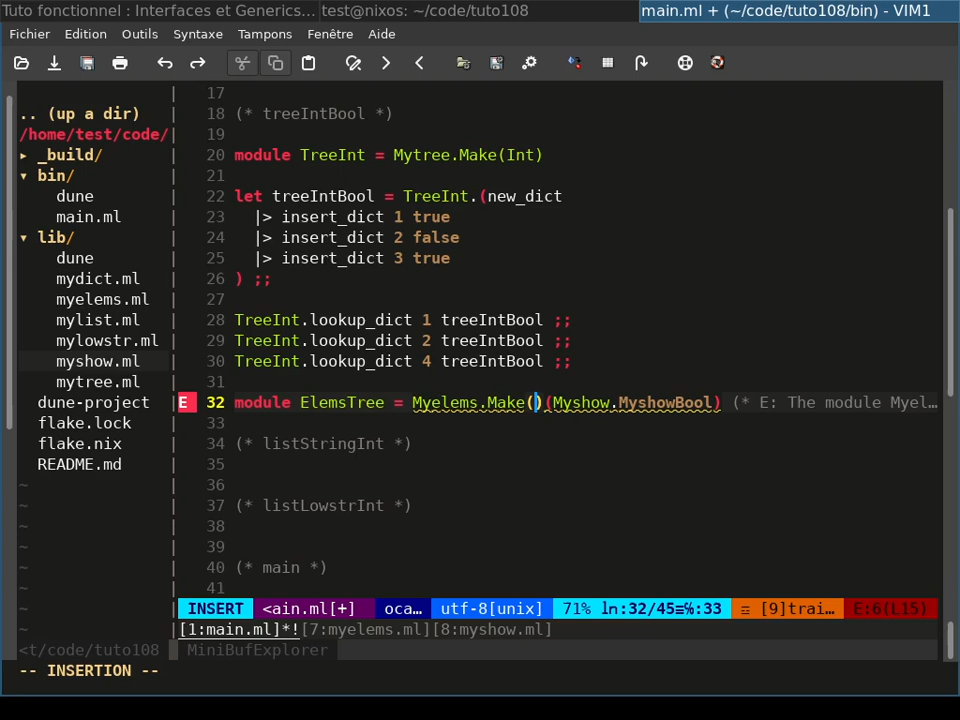 Tuto fonctionnel : Interfaces et Generics... test@nixos: ~/code/tuto108 main.ml + (~/code/tuto108/bin) - VIM1
Fichier Edition Outils Syntaxe Tampons Fenêtre Aide
17
.. (up a dir) 18 (* treeIntBool *)
/home/test/code/ 19
▸ _build/ 20 module TreeInt = Mytree.Make(Int)
▾ bin/ 21
dune 22 let treeIntBool = TreeInt.(new_dict
main.ml 23 |> insert_dict 1 true
▾ lib/ 24 |> insert_dict 2 false
dune 25 |> insert_dict 3 true
mydict.ml 26 ) ;;
myelems.ml 27
mylist.ml 28 TreeInt.lookup_dict 1 treeIntBool ;;
mylowstr.ml 29 TreeInt.lookup_dict 2 treeIntBool ;;
myshow.ml 30 TreeInt.lookup_dict 4 treeIntBool ;;
mytree.ml 31
dune-project E 32 module ElemsTree = Myelems.Make()(Myshow.MyshowBool) (* E: The module Myel…
flake.lock 33
flake.nix 34 (* listStringInt *)
README.md 35
~ 36
~ 37 (* listLowstrInt *)
~ 38
~ 39
~ 40 (* main *)
~ 41
~ INSERT <ain.ml[+] oca… utf-8[unix] 71% ln:32/45≡℅:33 ☲ [9]trai… E:6(L15)
~ [1:main.ml]*![7:myelems.ml][8:myshow.ml]
<t/code/tuto108 MiniBufExplorer
-- INSERTION --